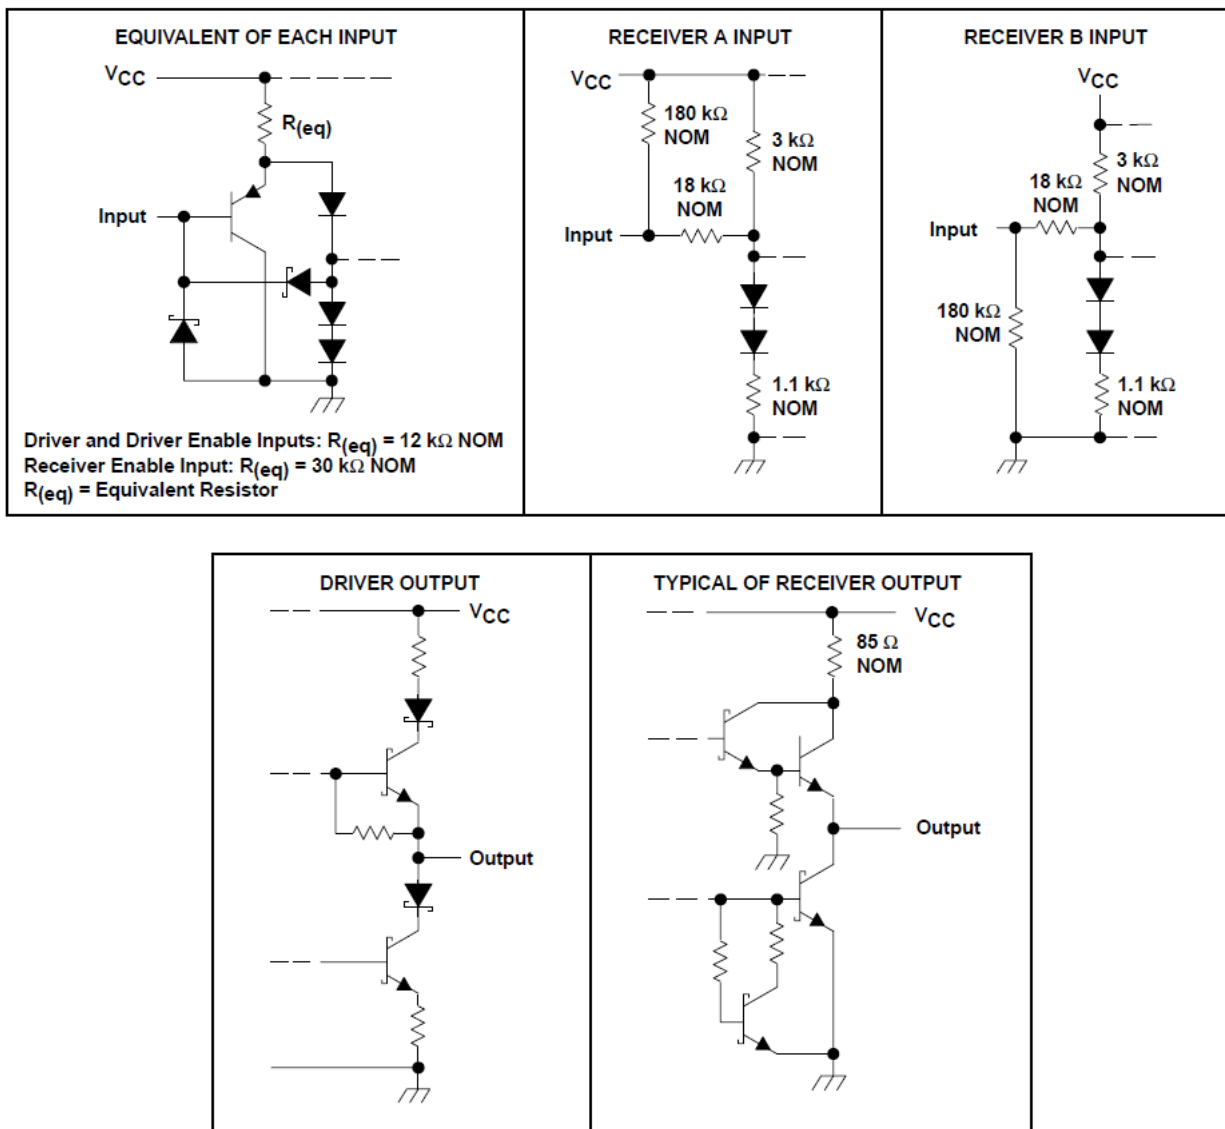 EQUIVALENT OF EACH INPUT
VCC
R(eq)
Input
Driver and Driver Enable Inputs: R(eq) = 12 kΩ NOM
Receiver Enable Input: R(eq) = 30 kΩ NOM
R(eq) = Equivalent Resistor
RECEIVER A INPUT
VCC
180 kΩ
NOM
3 kΩ
NOM
18 kΩ
NOM
Input
1.1 kΩ
NOM
RECEIVER B INPUT
VCC
3 kΩ
NOM
18 kΩ
NOM
Input
180 kΩ
NOM
1.1 kΩ
NOM
DRIVER OUTPUT
VCC
Output
TYPICAL OF RECEIVER OUTPUT
VCC
85 Ω
NOM
Output